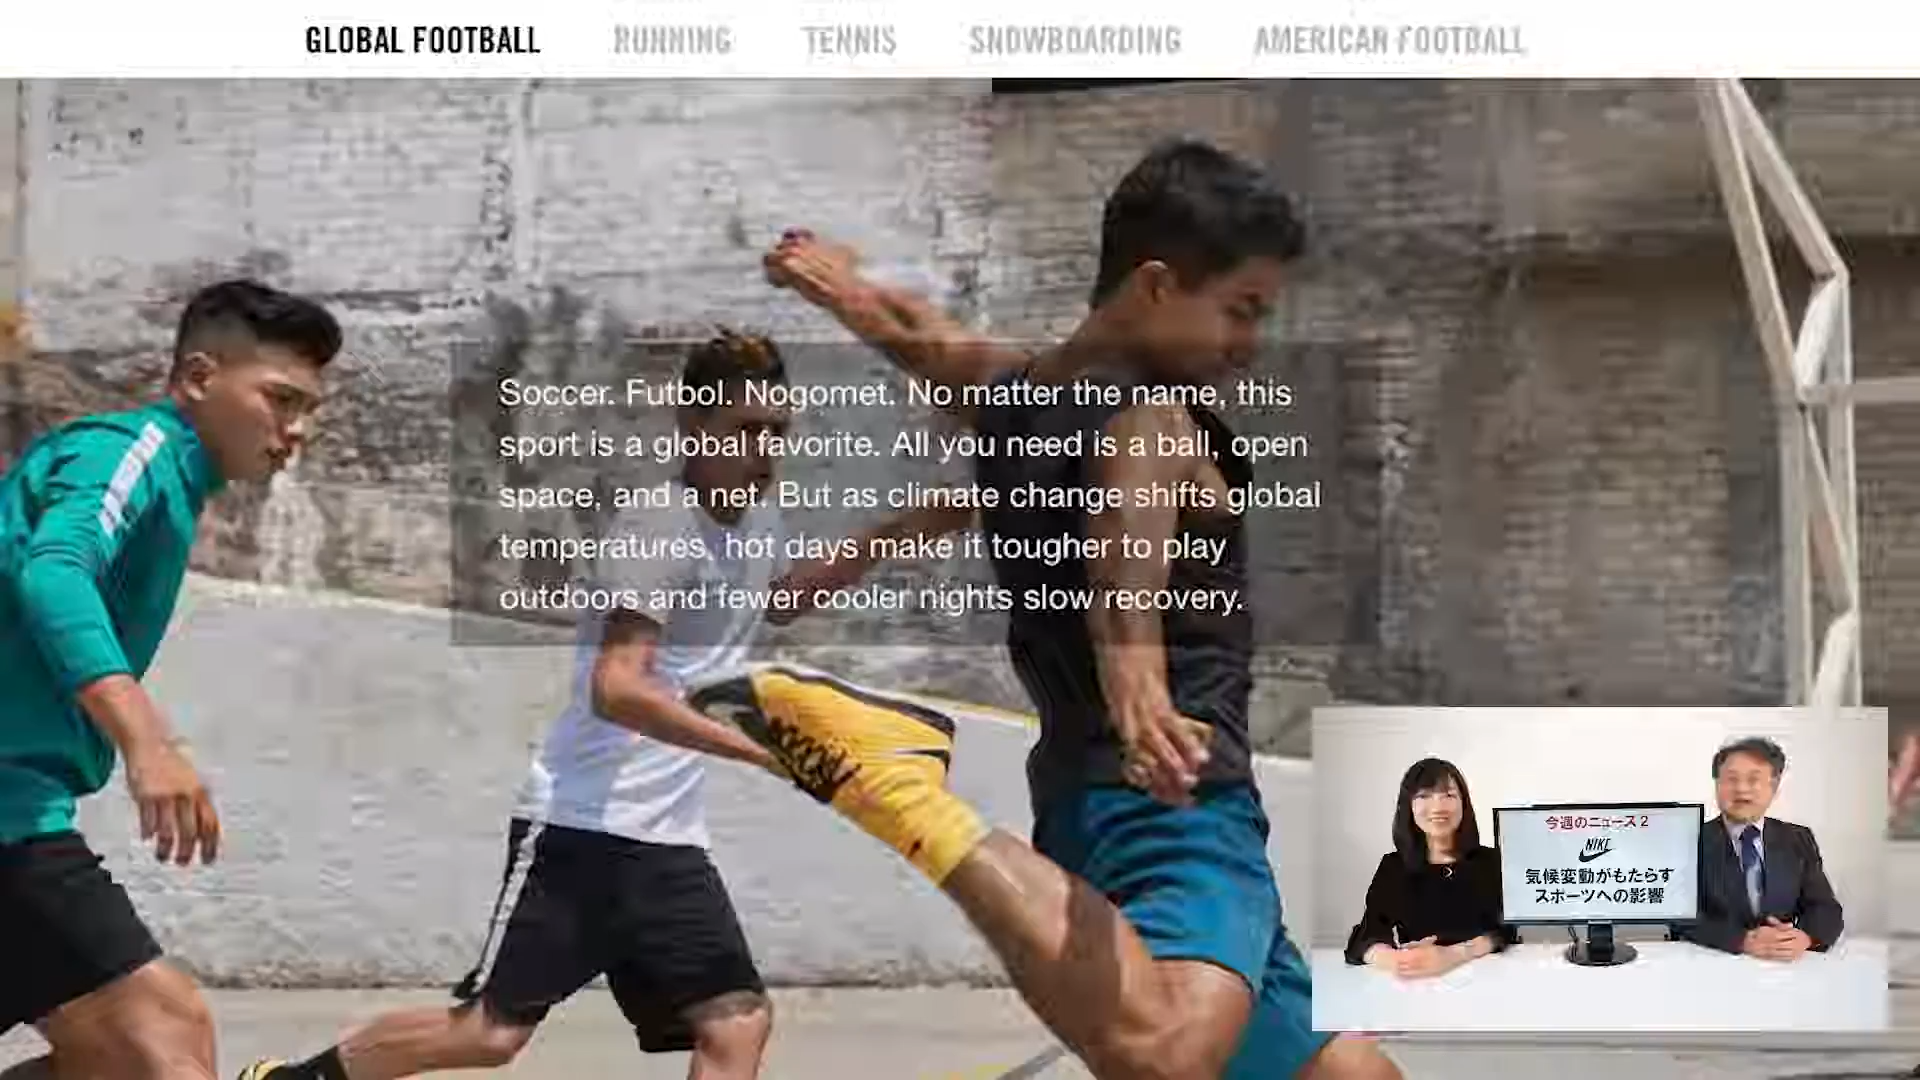 GLOBAL FOOTBALL RUNNING TENNIS SNOWBOARDING AMERICAN FOOTBALL
Soccer. Futbol. Nogomet. No matter the name, this
sport is a global favorite. All you need is a ball, open
space, and a net. But as climate change shifts global
temperatures, hot days make it tougher to play
outdoors and fewer cooler nights slow recovery.
今週のニュース2
NIKE
気候変動がもたらす
スポーツへの影響